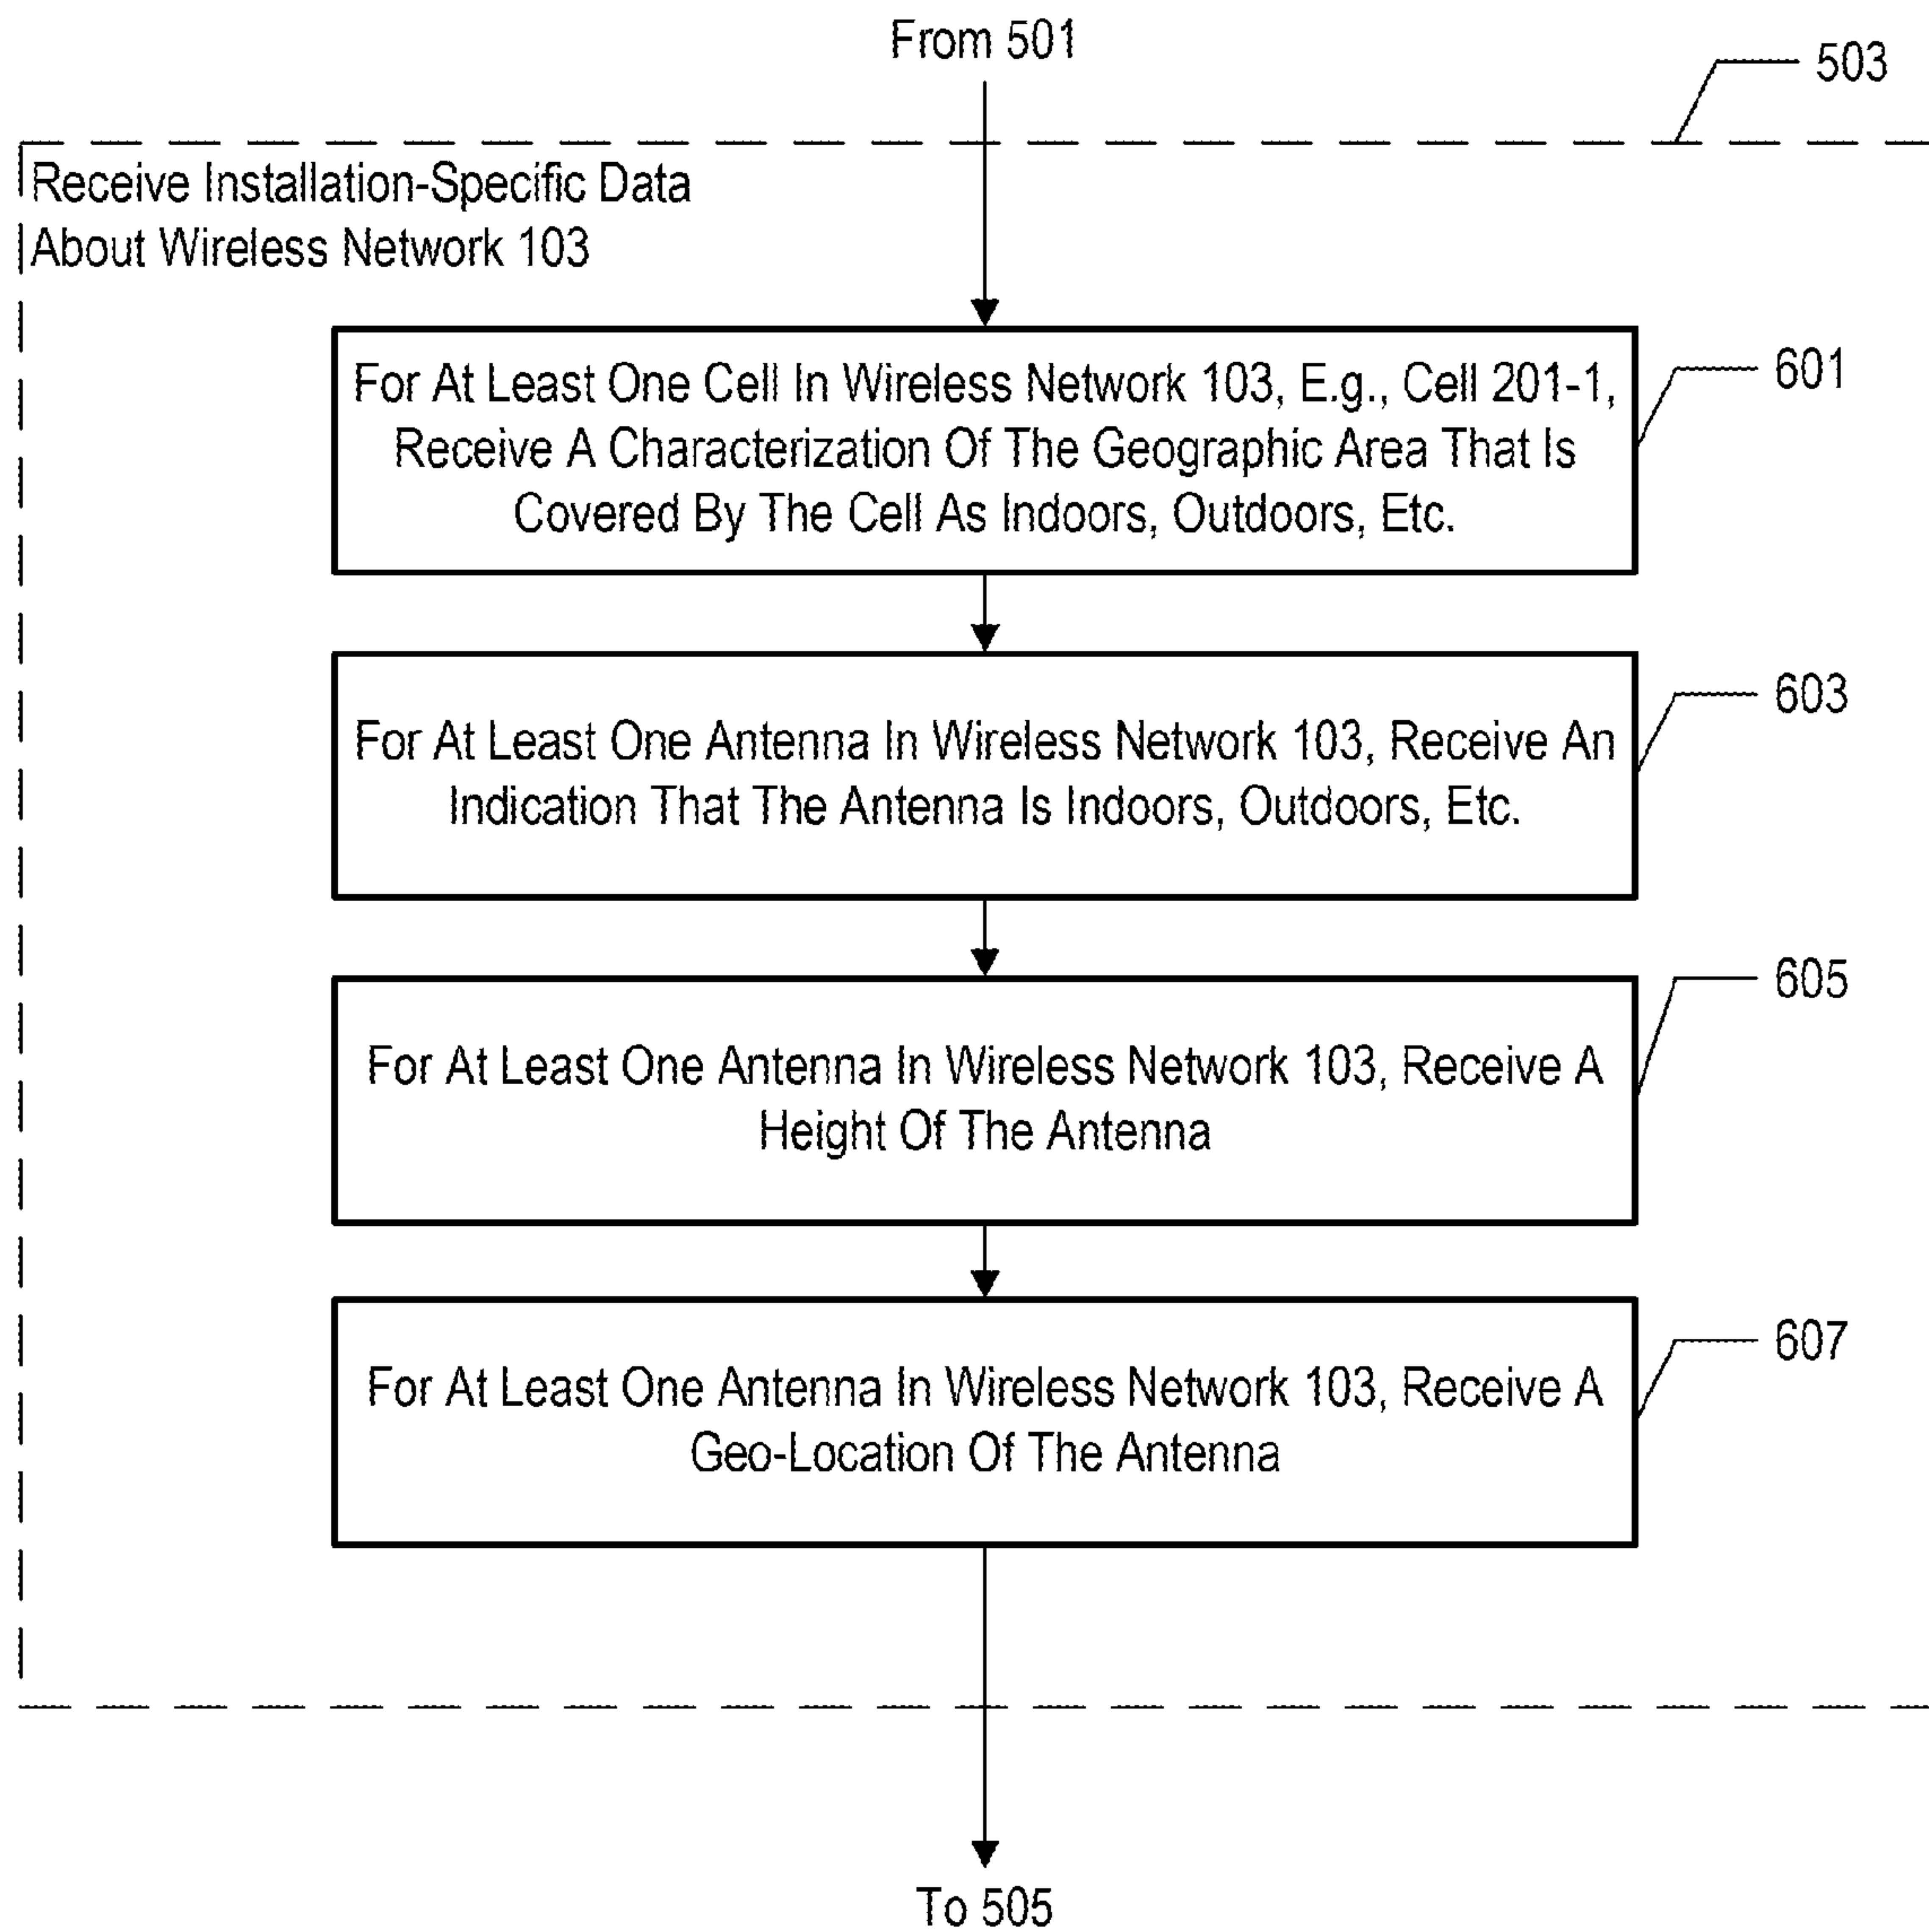 From 501
503
Receive Installation-Specific Data
About Wireless Network 103
For At Least One Cell In Wireless Network 103, E.g., Cell 201-1,
Receive A Characterization Of The Geographic Area That Is
Covered By The Cell As Indoors, Outdoors, Etc.
601
For At Least One Antenna In Wireless Network 103, Receive An
Indication That The Antenna Is Indoors, Outdoors, Etc.
603
For At Least One Antenna In Wireless Network 103, Receive A
Height Of The Antenna
605
For At Least One Antenna In Wireless Network 103, Receive A
Geo-Location Of The Antenna
607
To 505